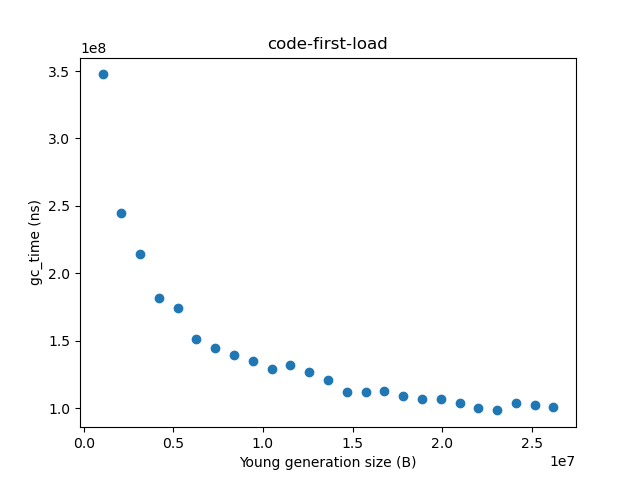 code-first-load
1e8
3.5
3.0
2.5
2.0
1.5
1.0
gc_time (ns)
0.0 0.5 1.0 1.5 2.0 2.5
Young generation size (B)
1e7